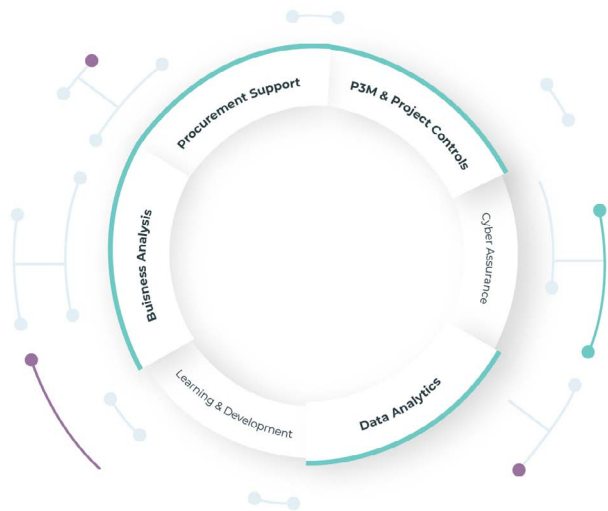 Procurement Support
P3M & Project Controls
Cyber Assurance
Data Analytics
Learning & Development
Buisness Analysis